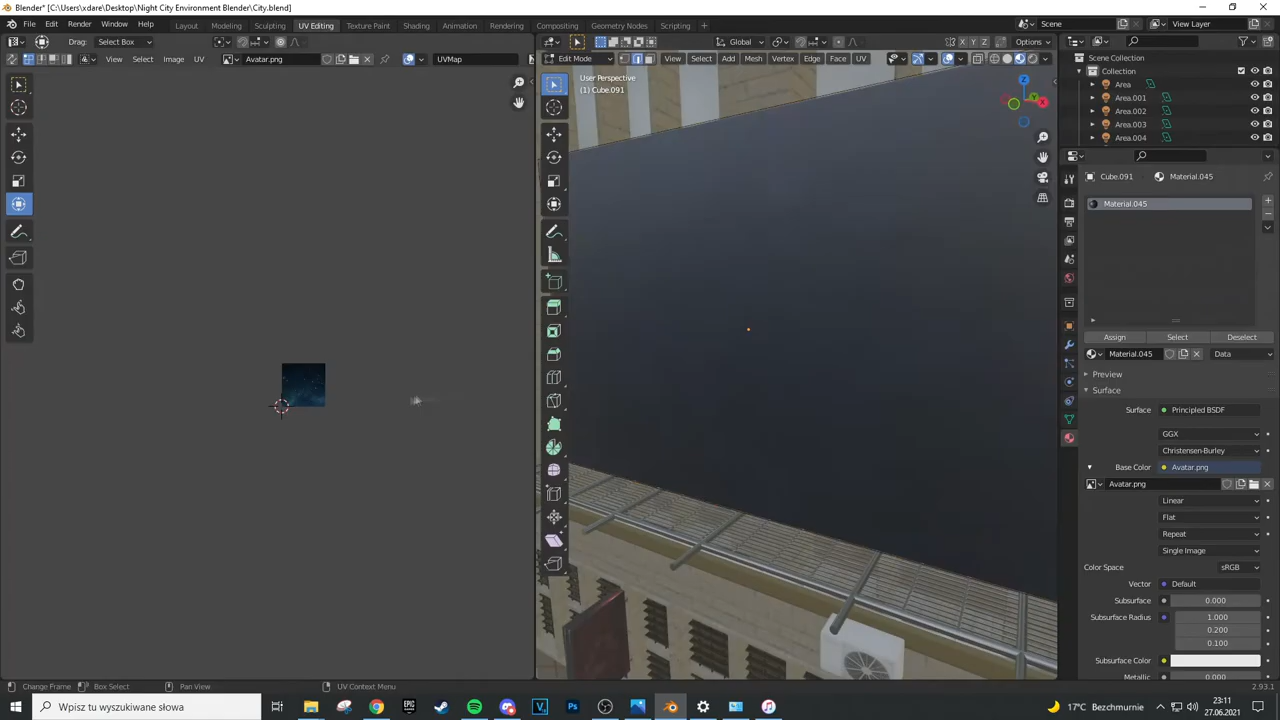 Blender* [C:\Users\xdare\Desktop\Night City Environment Blender\City.blend]
File Edit Render Window Help Layout Modeling Sculpting UV Editing Texture Paint Shading Animation Rendering Compositing Geometry Nodes Scripting Scene View Layer
Drag: Select Box Global X Y Z Options
View Select Image UV Avatar.png UVMap Edit Mode View Select Add Mesh Vertex Edge Face UV
Scene Collection
Collection
Area
Area.001
Area.002
Area.003
Area.004
User Perspective
(1) Cube.091
Z
Y
X
Cube.091 Material.045
Material.045
Assign Select Deselect
Material.045 Data
Preview
Surface
Surface Principled BSDF
GGX
Christensen-Burley
Base Color Avatar.png
Avatar.png
Linear
Flat
Repeat
Single Image
Color Space sRGB
Vector Default
Subsurface 0.000
Subsurface Radius 1.000
0.200
0.100
Subsurface Color
Metallic 0.000
Change Frame Box Select Pan View UV Context Menu 2.93.1
Wpisz tu wyszukiwane słowa
EPIC
Ps
17°C Bezchmurnie
23:11
27.06.2021